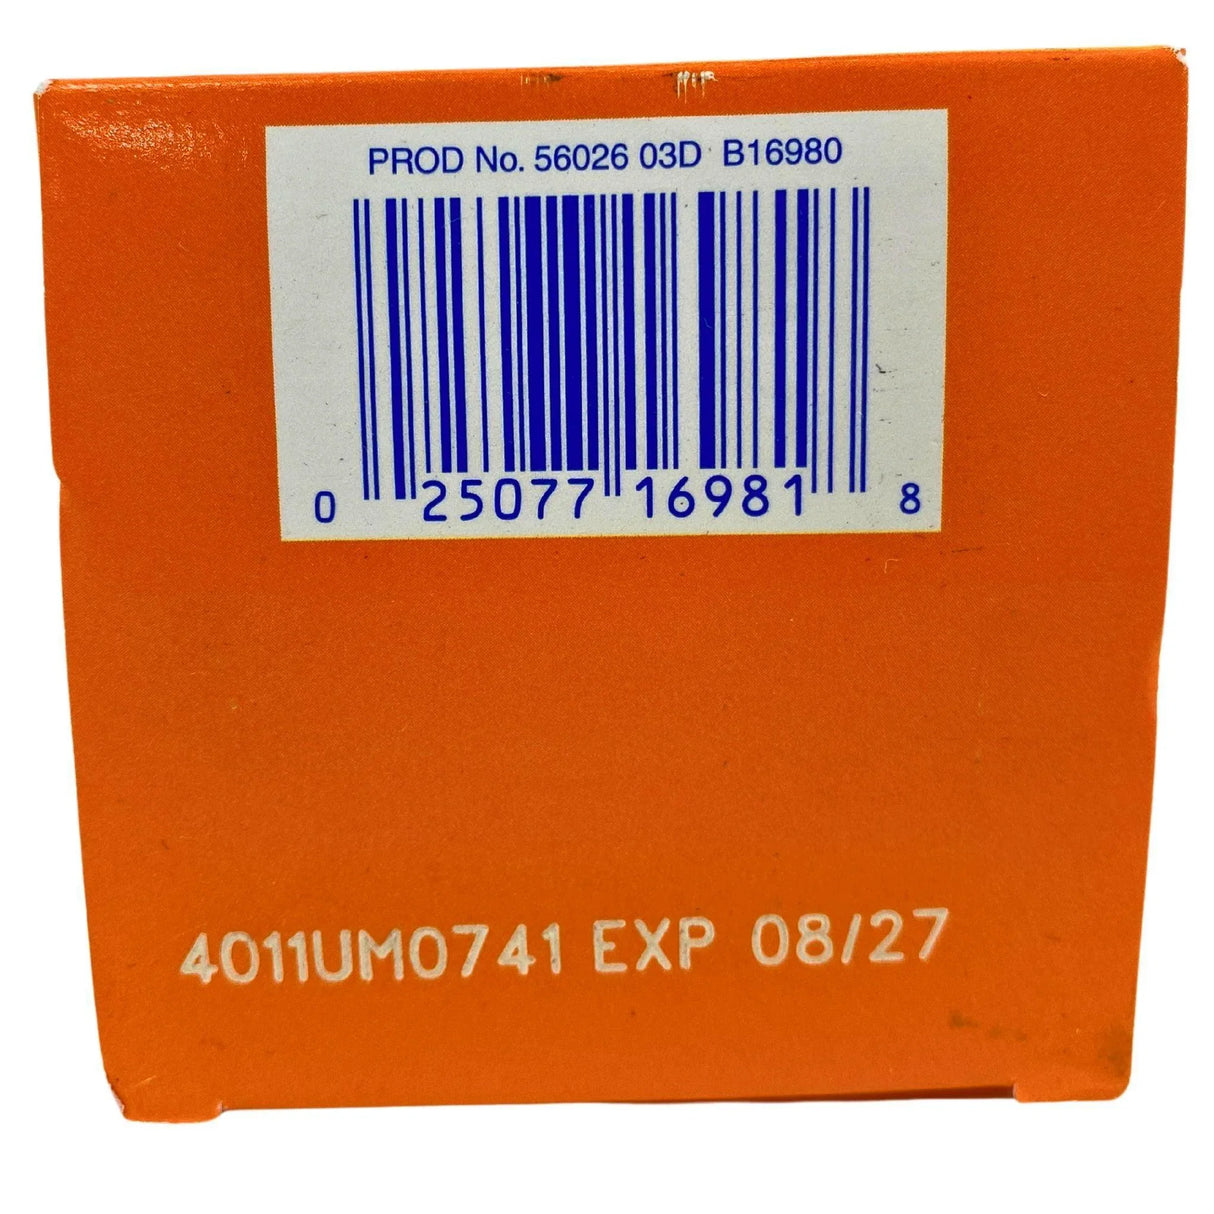 PROD No. 56026 03D B16980
0 25077 16981 8
4011UM0741 EXP 08/27